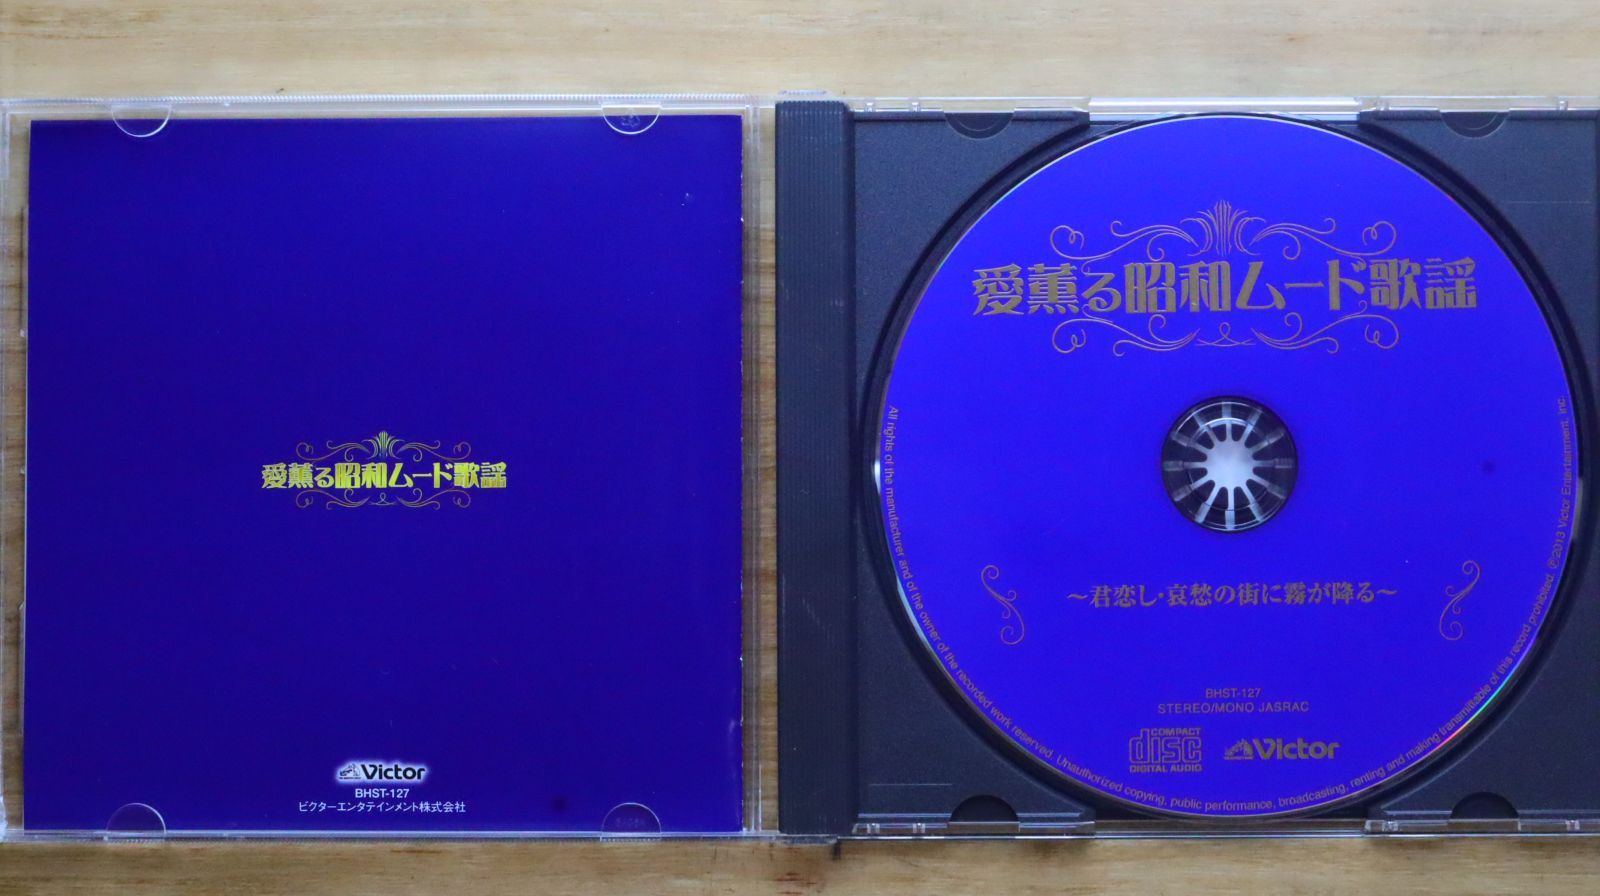 愛薫る昭和ムード歌謡
Victor
BHST-127
ビクターエンタテインメント株式会社
愛薫る昭和ムード歌謡
～君恋し・哀愁の街に霧が降る～
BHST-127
STEREO/MONO JASRAC
COMPACT
disc
DIGITAL AUDIO
Victor
All rights of the manufacturer and of the owner of the recorded work reserved. Unauthorized copying, public performance, broadcasting, renting and making transmittable of this record prohibited. ℗2013 Victor Entertainment, Inc.